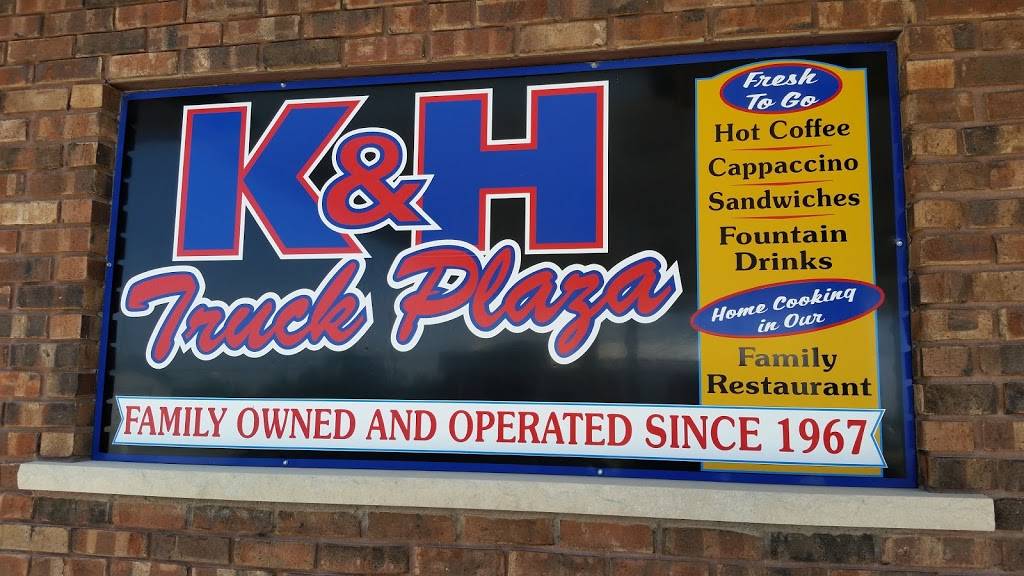 K&H
Truck Plaza
FAMILY OWNED AND OPERATED SINCE 1967
Fresh
To Go
Hot Coffee
Cappaccino
Sandwiches
Fountain
Drinks
Home Cooking
in Our
Family
Restaurant